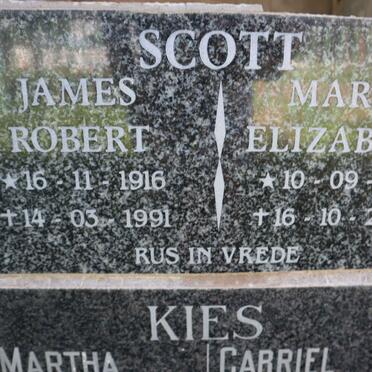 SCOTT
JAMES MAR
ROBERT ELIZAB
★16 - 11 - 1916 ★10 - 09 -
✝14 - 03 - 1991 ✝16 - 10 - 2
RUS IN VREDE
KIES
MARTHA GABRIEL